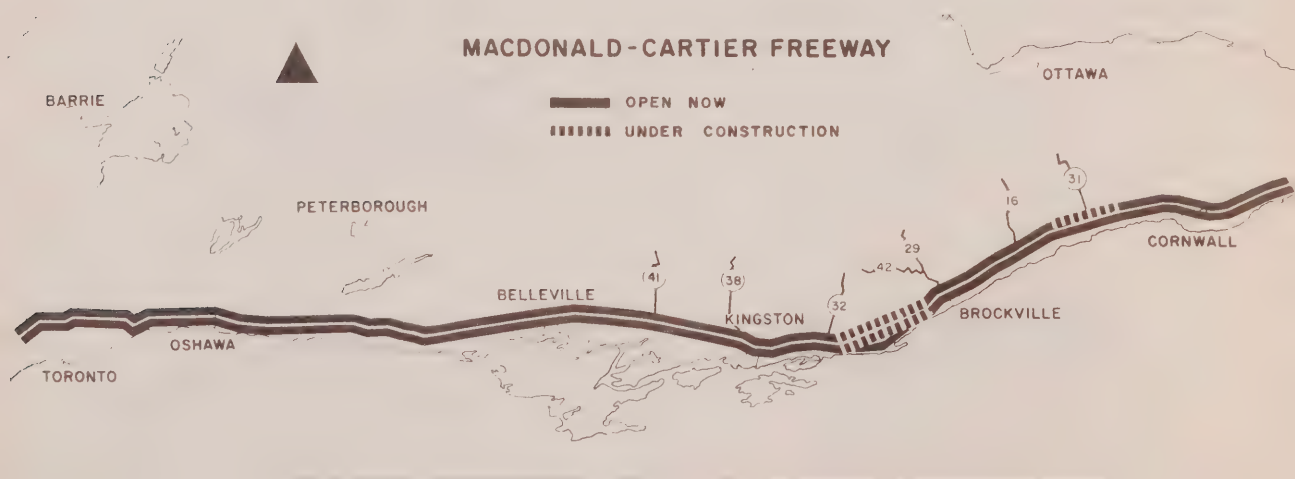 MACDONALD-CARTIER FREEWAY
OTTAWA
BARRIE
OPEN NOW
UNDER CONSTRUCTION
31
16
PETERBOROUGH
CORNWALL
29
42
41
38
32
BELLEVILLE
KINGSTON
BROCKVILLE
OSHAWA
TORONTO